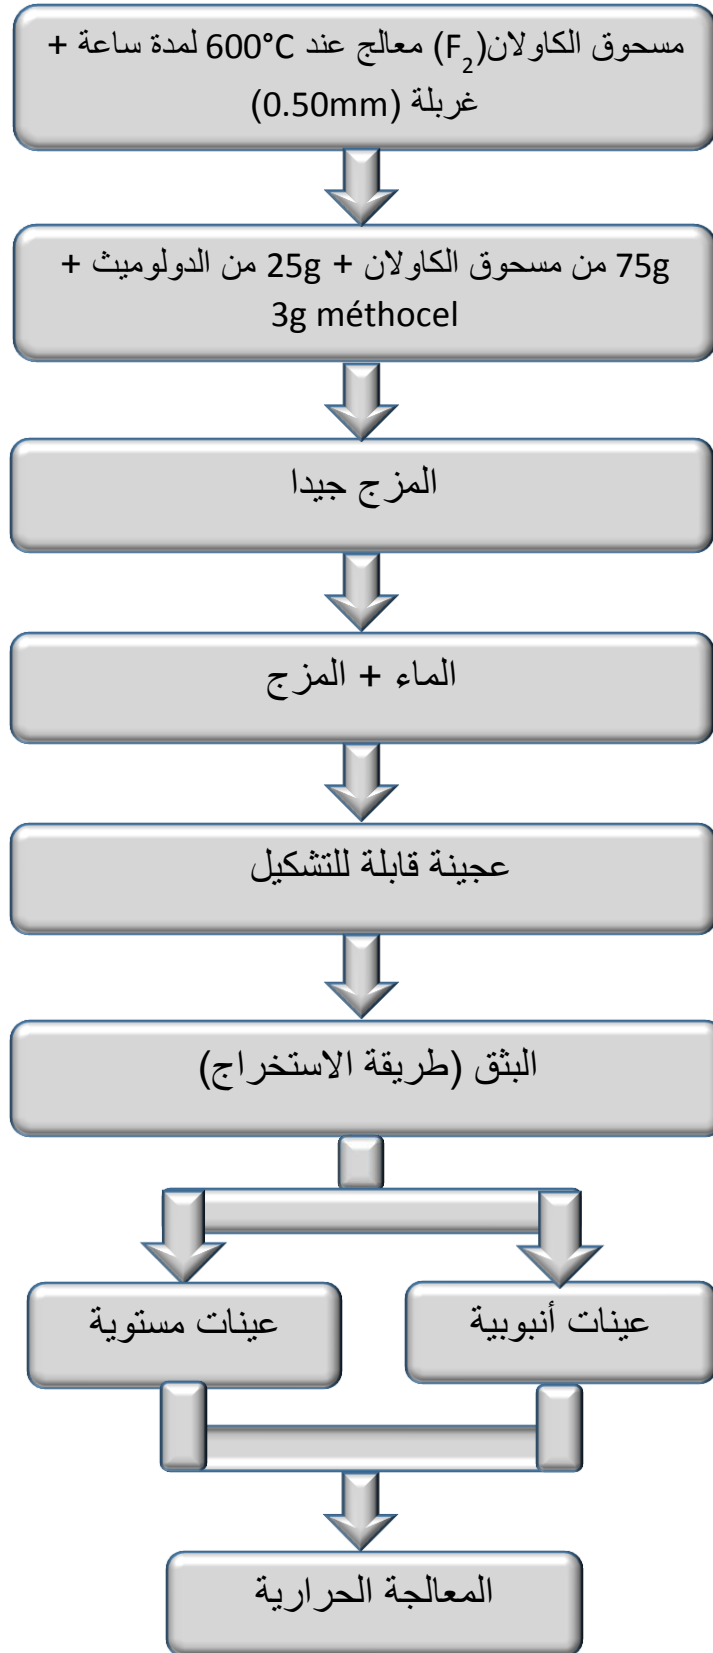 مسحوق الكاولان(F₂) معالج عند 600°C لمدة ساعة +
غربلة (0.50mm)
75g من مسحوق الكاولان + 25g من الدولوميث +
3g méthocel
المزج جيدا
الماء + المزج
عجينة قابلة للتشكيل
البثق (طريقة الاستخراج)
عينات أنبوبية
عينات مستوية
المعالجة الحرارية